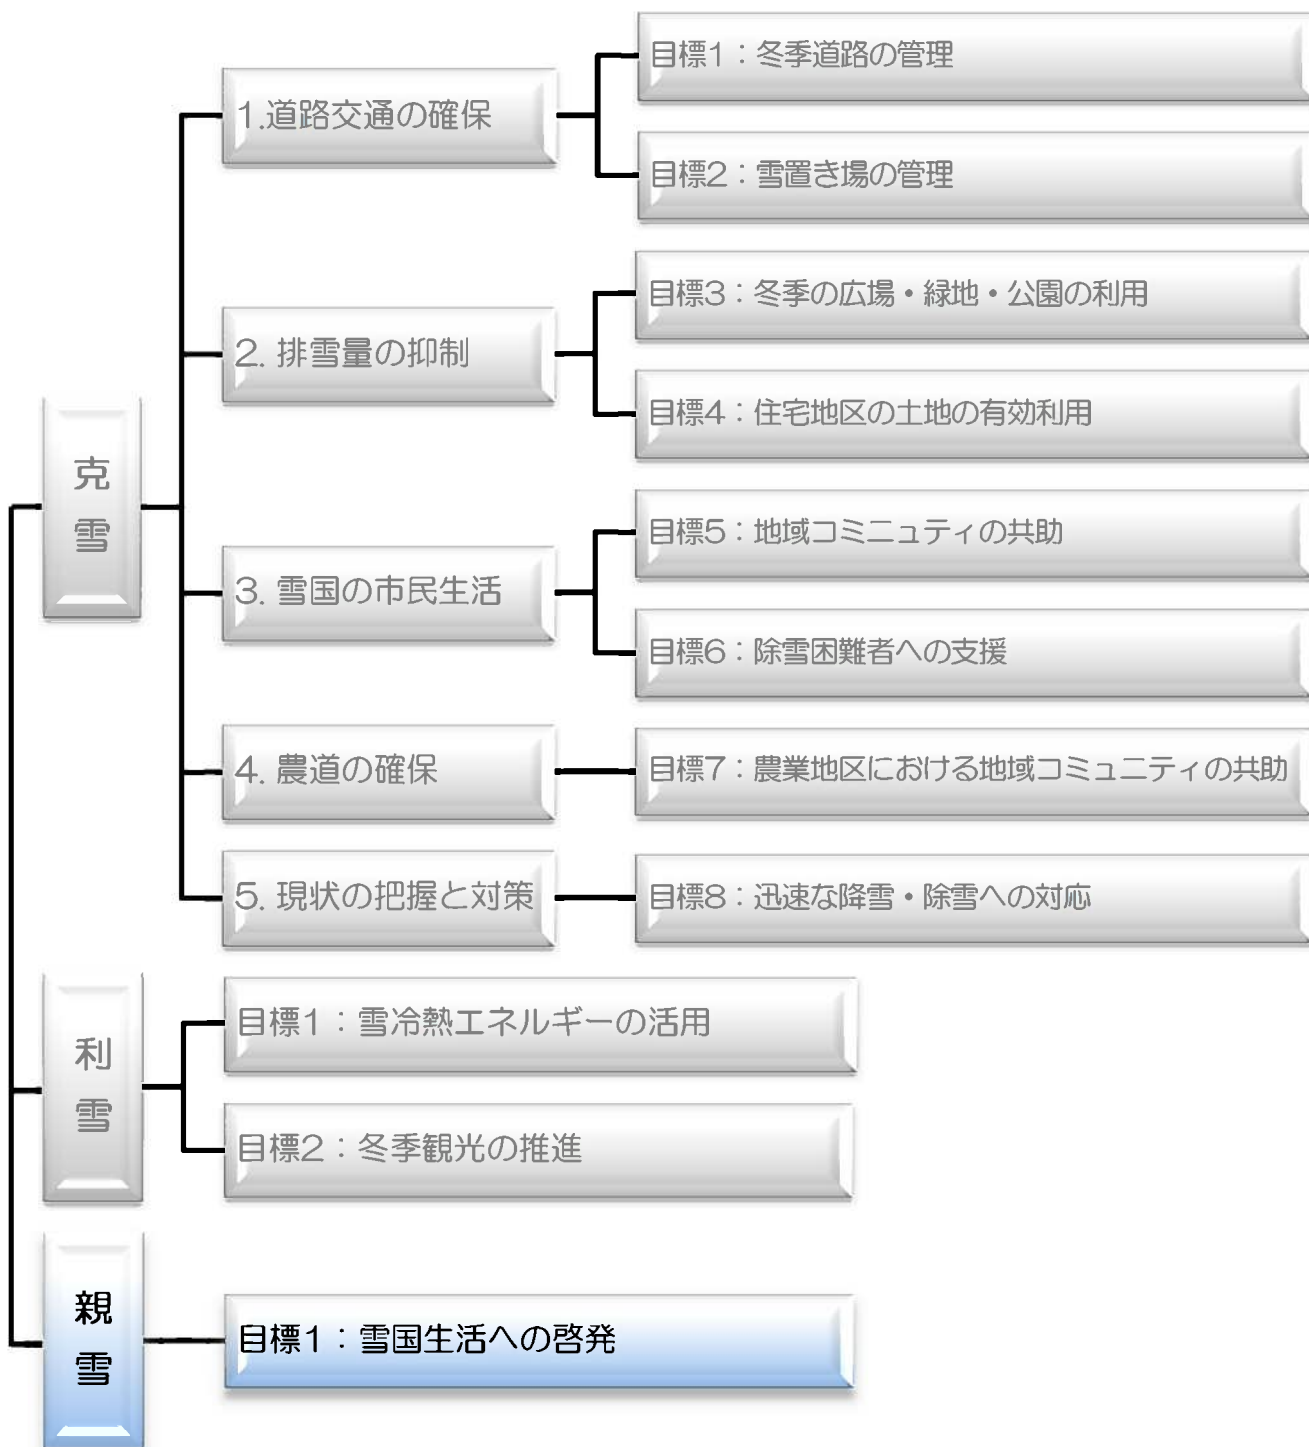 克雪
1.道路交通の確保
目標1：冬季道路の管理
目標2：雪置き場の管理
2. 排雪量の抑制
目標3：冬季の広場・緑地・公園の利用
目標4：住宅地区の土地の有効利用
3. 雪国の市民生活
目標5：地域コミニュティの共助
目標6：除雪困難者への支援
4. 農道の確保
目標7：農業地区における地域コミュニティの共助
5. 現状の把握と対策
目標8：迅速な降雪・除雪への対応
利雪
目標1：雪冷熱エネルギーの活用
目標2：冬季観光の推進
親雪
目標1：雪国生活への啓発